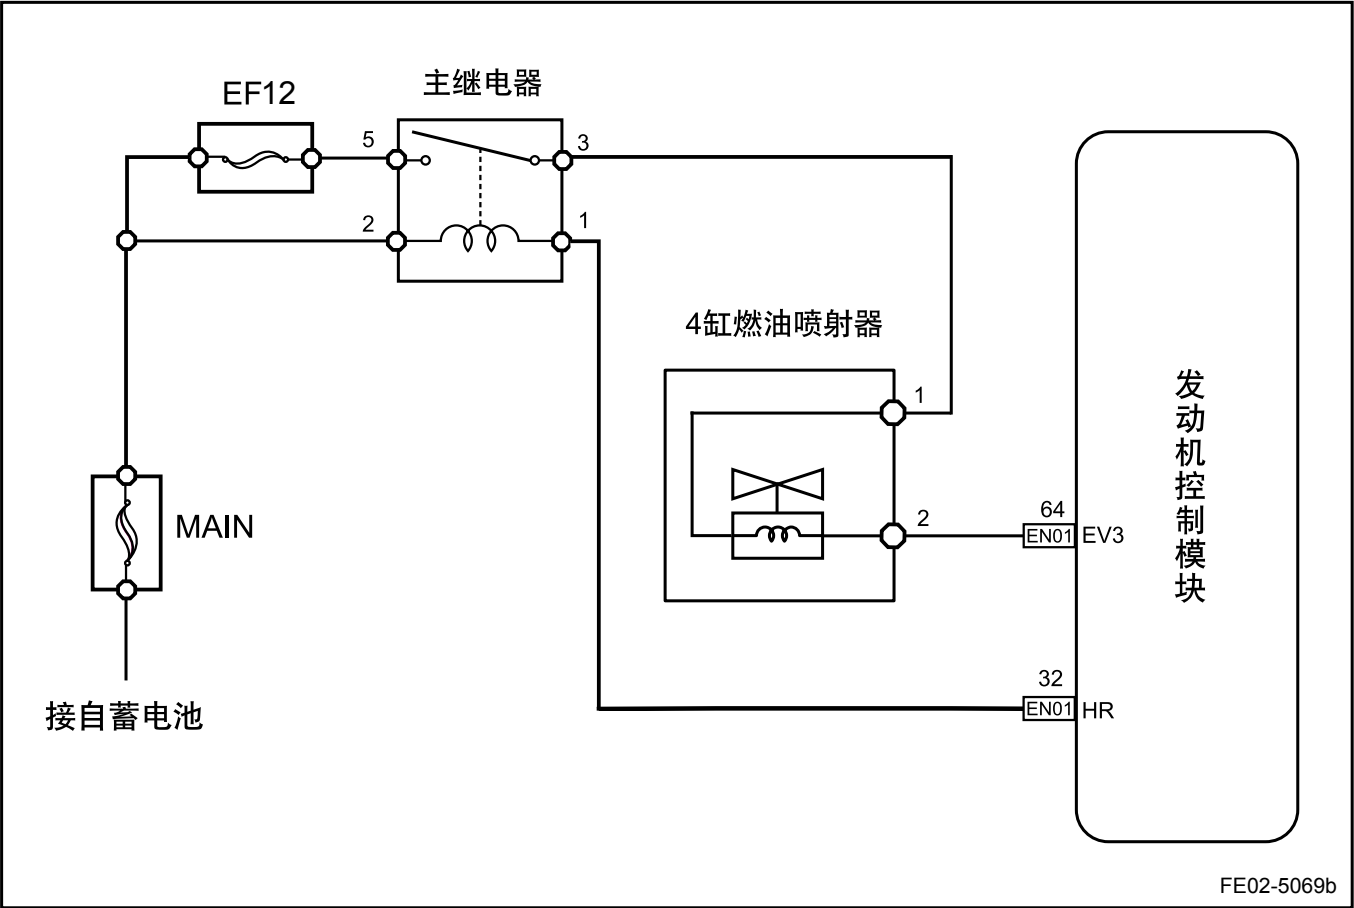 EF12
主继电器
5
3
2
1
4缸燃油喷射器
1
2
64
EN01
EV3
发动机控制模块
MAIN
32
EN01
HR
接自蓄电池
FE02-5069b